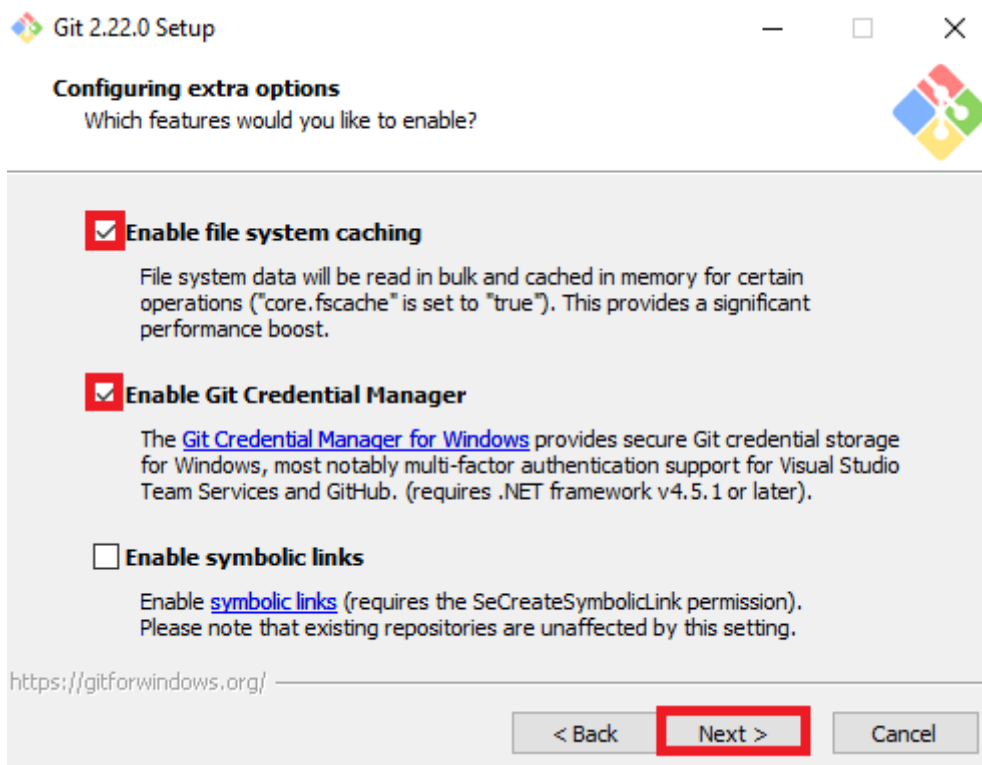 Git 2.22.0 Setup
Configuring extra options
Which features would you like to enable?
Enable file system caching
File system data will be read in bulk and cached in memory for certain
operations ("core.fscache" is set to "true"). This provides a significant
performance boost.
Enable Git Credential Manager
The Git Credential Manager for Windows provides secure Git credential storage
for Windows, most notably multi-factor authentication support for Visual Studio
Team Services and GitHub. (requires .NET framework v4.5.1 or later).
Enable symbolic links
Enable symbolic links (requires the SeCreateSymbolicLink permission).
Please note that existing repositories are unaffected by this setting.
https://gitforwindows.org/
< Back Next > Cancel